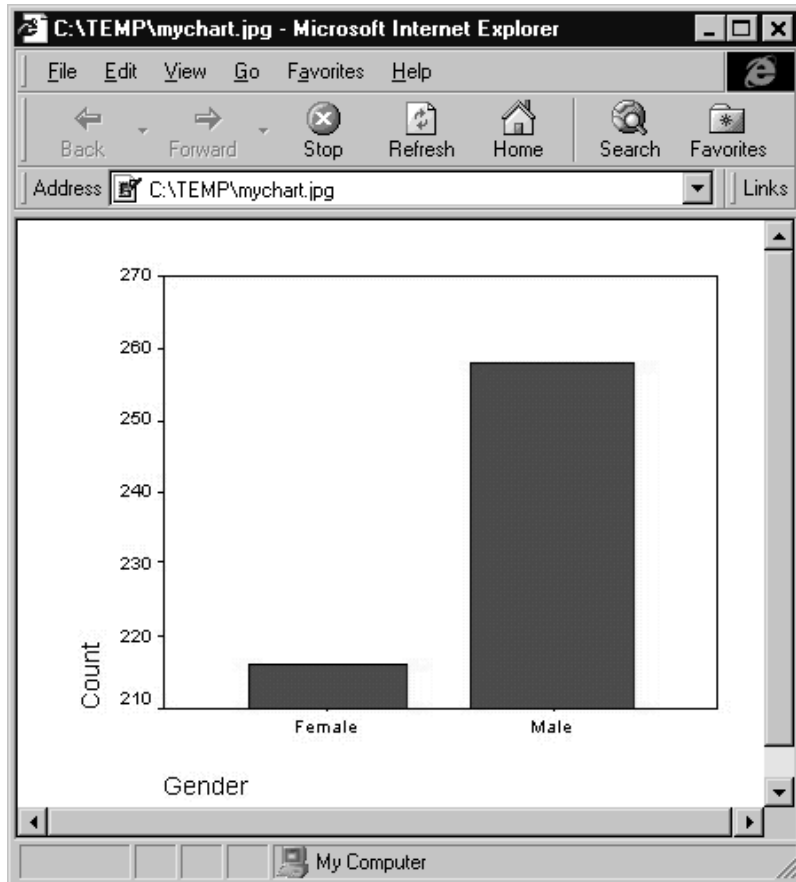 C:\TEMP\mychart.jpg - Microsoft Internet Explorer
File Edit View Go Favorites Help
Back Forward Stop Refresh Home Search Favorites
Address C:\TEMP\mychart.jpg Links
270
260
250
240
230
220
210
Count
Female Male
Gender
My Computer